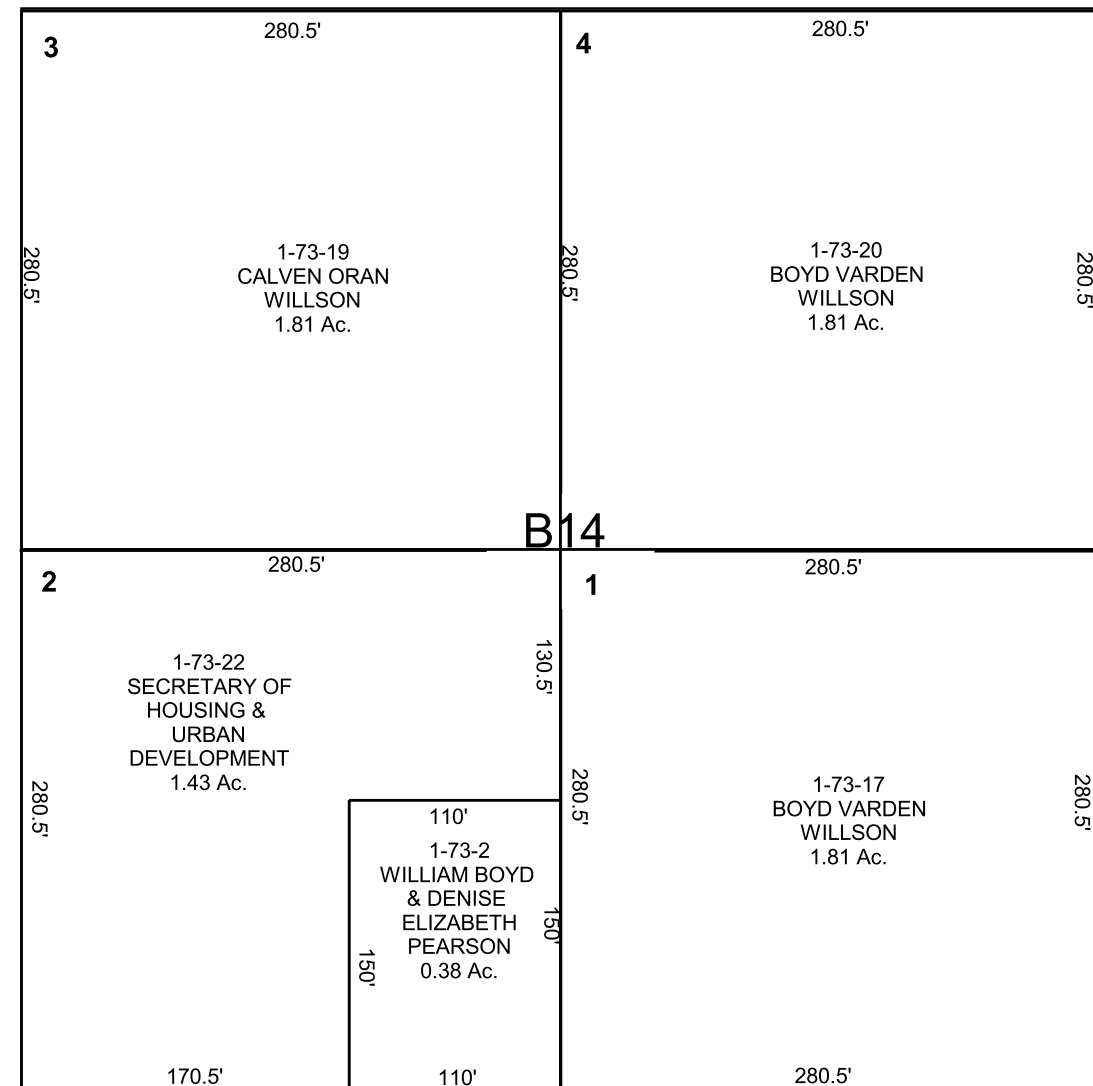 280.5'
3
280.5'
1-73-19
CALVEN ORAN
WILLSON
1.81 Ac.
280.5'
4
280.5'
1-73-20
BOYD VARDEN
WILLSON
1.81 Ac.
280.5'
B14
2
280.5'
130.5'
1-73-22
SECRETARY OF
HOUSING &
URBAN
DEVELOPMENT
1.43 Ac.
280.5'
110'
1-73-2
WILLIAM BOYD
& DENISE
ELIZABETH
PEARSON
0.38 Ac.
150'
150'
170.5'
110'
1
280.5'
280.5'
1-73-17
BOYD VARDEN
WILLSON
1.81 Ac.
280.5'
280.5'